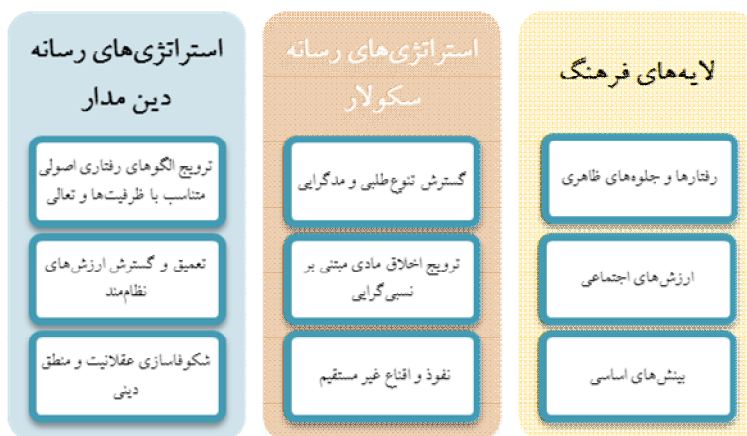 لایه‌های فرهنگ
رفتارها و جلوه‌های ظاهری
ارزش‌های اجتماعی
بینش‌های اساسی
استراتژی‌های رسانه
سکولار
گسترش تنوع‌طلبی و مدگرایی
ترویج اخلاق مادی مبتنی بر
نسبی‌گرایی
نفوذ و اقناع غیر مستقیم
استراتژی‌های رسانه
دین مدار
ترویج الگوهای رفتاری اصولی
متناسب با ظرفیت‌ها و تعالی
تعمیق و گسترش ارزش‌های
نظام‌مند
شکوفاسازی عقلانیت و منطق
دینی